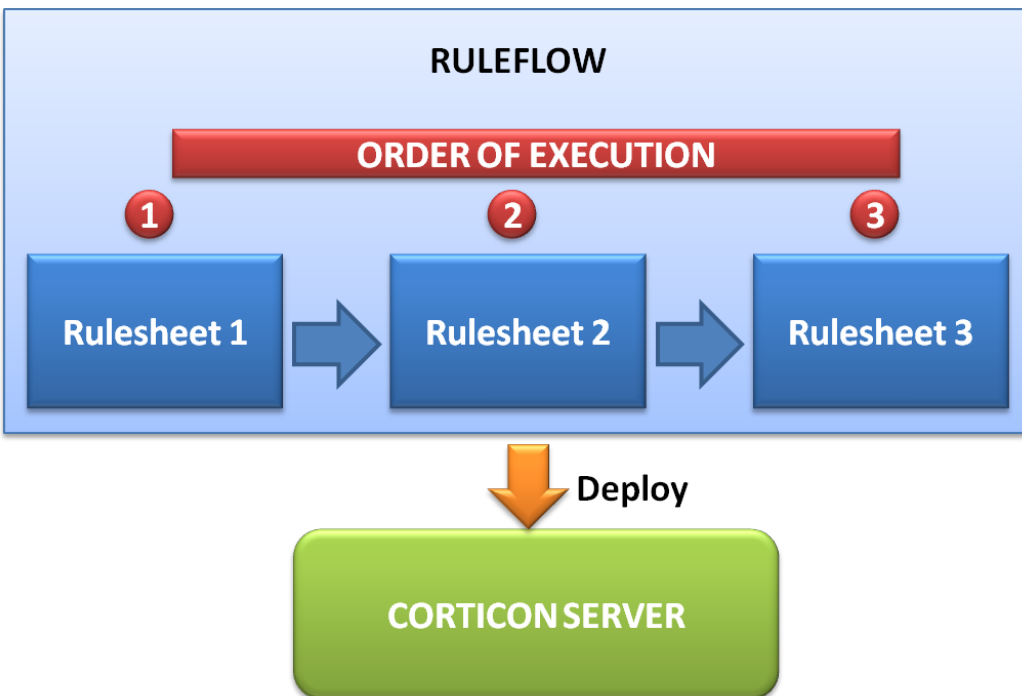 RULEFLOW
ORDER OF EXECUTION
1
2
3
Rulesheet 1
Rulesheet 2
Rulesheet 3
Deploy
CORTICON SERVER